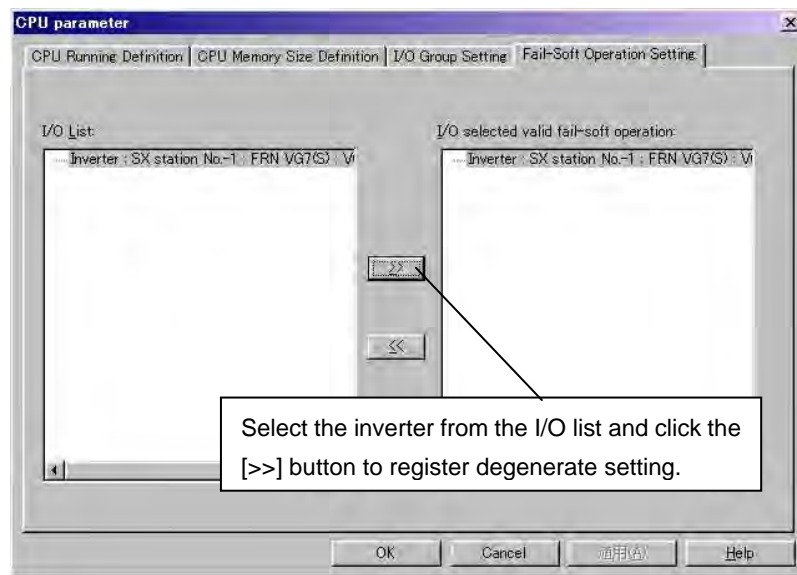 CPU parameter
CPU Running Definition CPU Memory Size Definition I/O Group Setting Fail-Soft Operation Setting
I/O List:
I/O selected valid fail-soft operation:
Inverter : SX station No.-1 : FRN VG7(S) :
Inverter : SX station No.-1 : FRN VG7(S) :
>>
<<
Select the inverter from the I/O list and click the
[>>] button to register degenerate setting.
OK Cancel 適用(A) Help